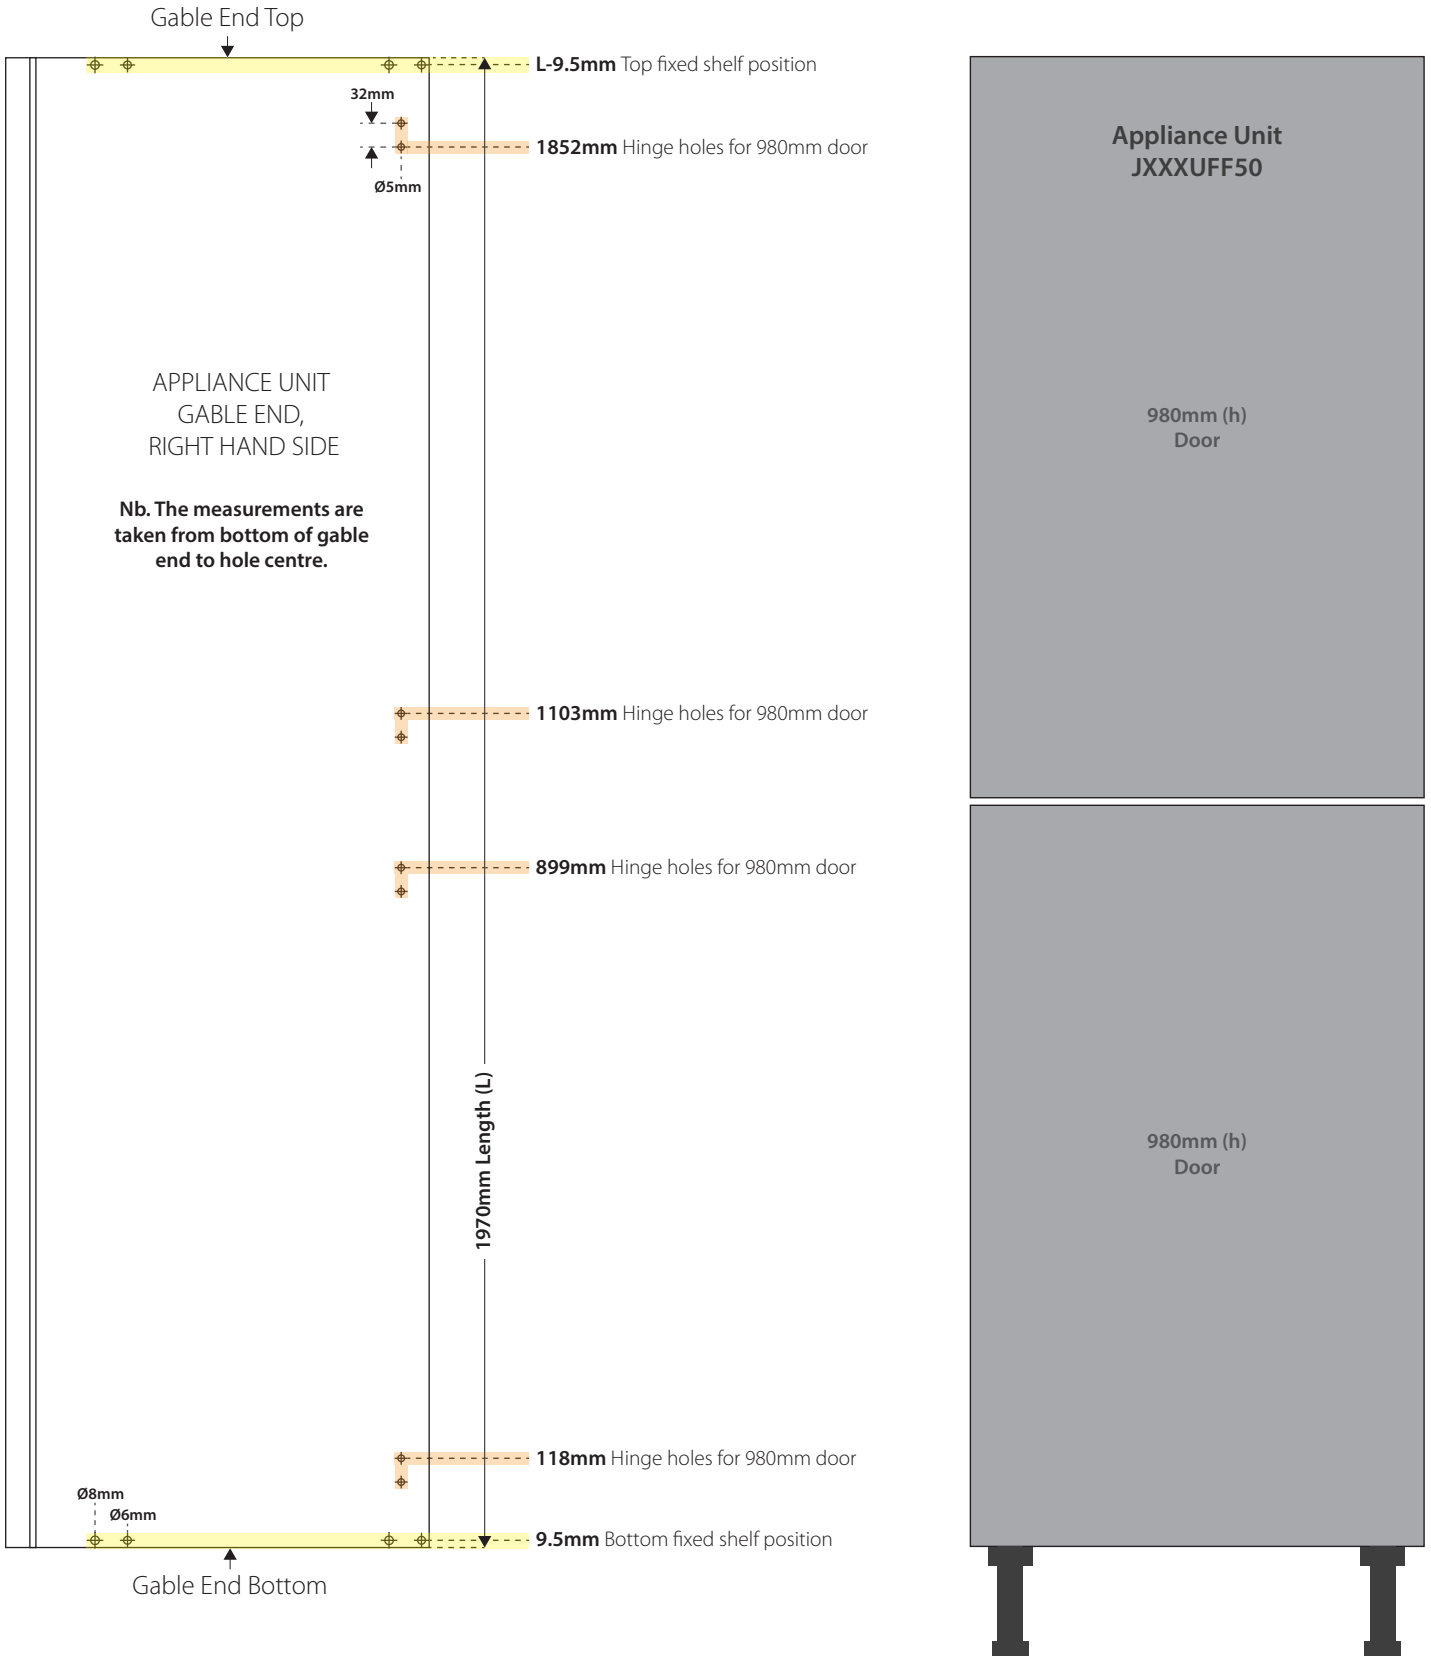 Gable End Top
L-9.5mm Top fixed shelf position
32mm
1852mm Hinge holes for 980mm door
Ø5mm
APPLIANCE UNIT
GABLE END,
RIGHT HAND SIDE
Nb. The measurements are
taken from bottom of gable
end to hole centre.
1103mm Hinge holes for 980mm door
899mm Hinge holes for 980mm door
1970mm Length (L)
118mm Hinge holes for 980mm door
Ø8mm
Ø6mm
9.5mm Bottom fixed shelf position
Gable End Bottom
Appliance Unit
JXXXUFF50
980mm (h)
Door
980mm (h)
Door